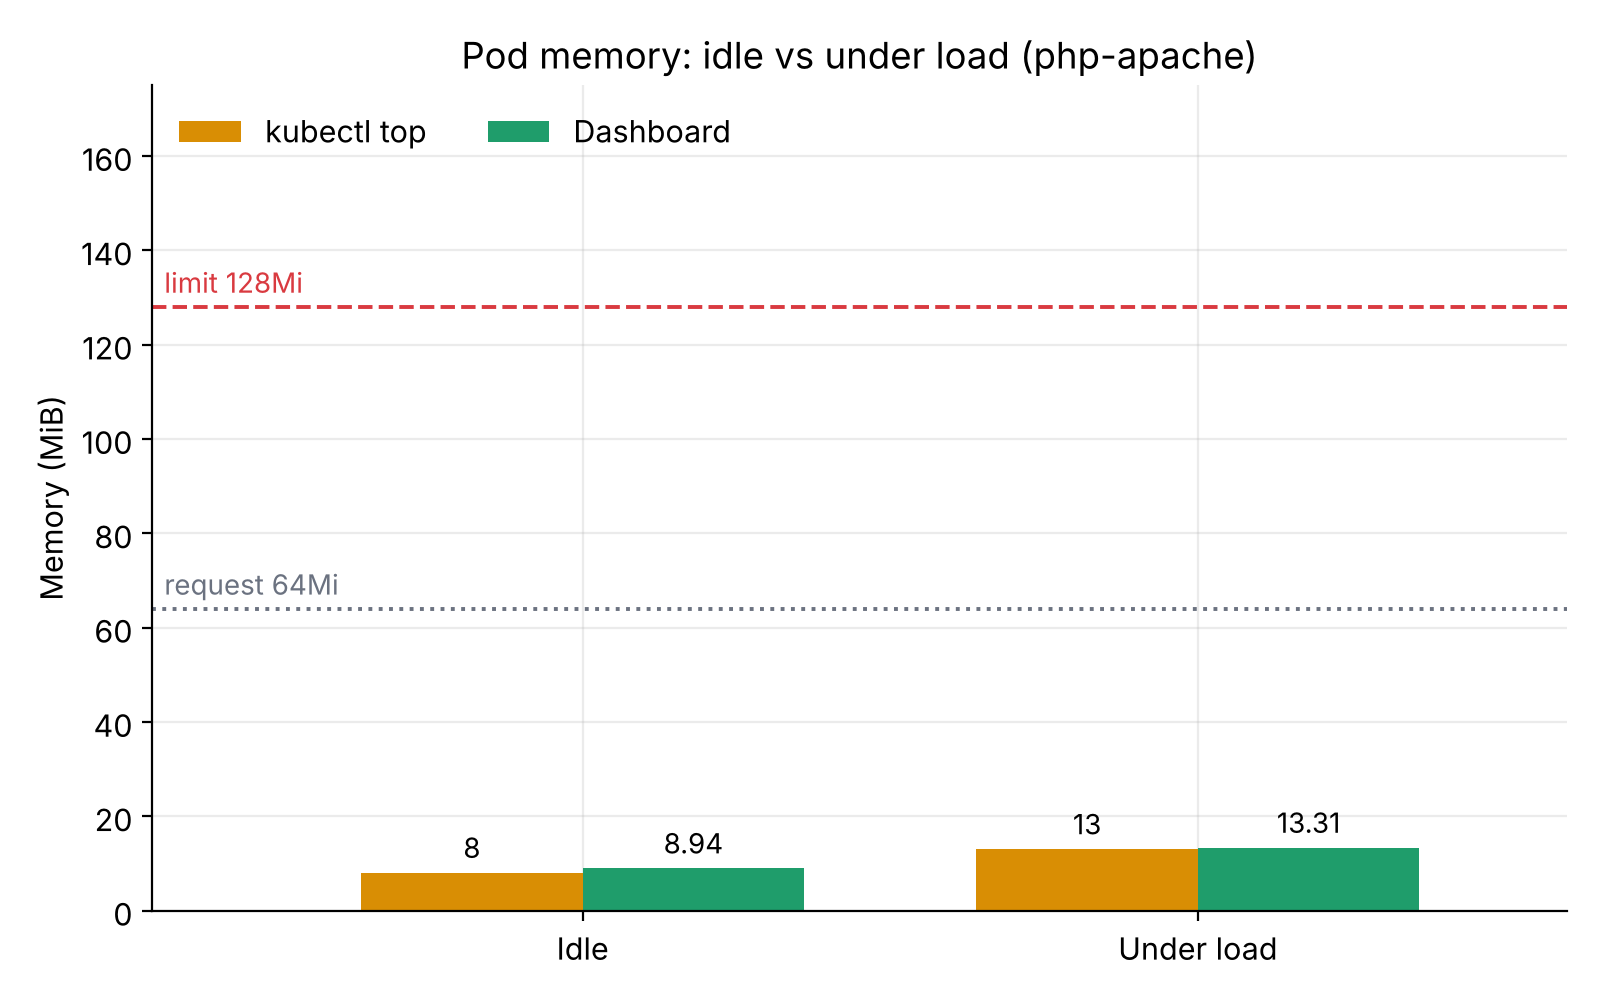 Pod memory: idle vs under load (php-apache)
kubectl top
Dashboard
160
140
limit 128Mi
120
100
80
request 64Mi
60
40
20
0
Memory (MiB)
8
8.94
13
13.31
Idle
Under load